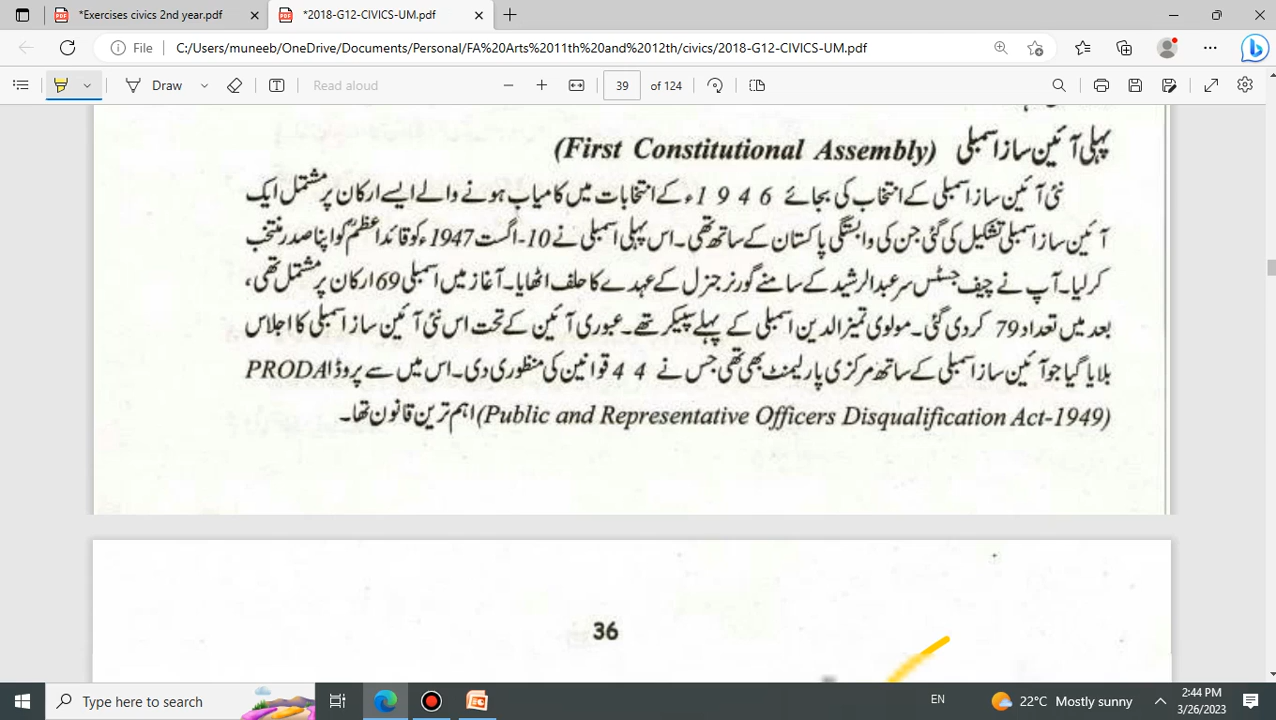 *Exercises civics 2nd year.pdf
*2018-G12-CIVICS-UM.pdf
File
C:/Users/muneeb/OneDrive/Documents/Personal/FA%20Arts%2011th%20and%2012th/civics/2018-G12-CIVICS-UM.pdf
Draw
Read aloud
39 of 124
پہلی آئین ساز اسمبلی (First Constitutional Assembly)
نئی آئین ساز اسمبلی کے انتخاب کی بجائے 1946ء کے انتخابات میں کامیاب ہونے والے ایسے ارکان پر مشتمل ایک
آئین ساز اسمبلی تشکیل کی گئی جن کی وابستگی پاکستان کے ساتھ تھی۔ اس پہلی اسمبلی نے 10-اگست 1947ء کو قائداعظمؒ کو اپنا صدر منتخب
کر لیا۔ آپ نے چیف جسٹس سر عبدالرشید کے سامنے گورنر جنرل کے عہدے کا حلف اٹھایا۔ آغاز میں اسمبلی 69 ارکان پر مشتمل تھی،
بعد میں تعداد 79 کر دی گئی۔ مولوی تمیز الدین اسمبلی کے پہلے سپیکر تھے۔ عبوری آئین کے تحت اس نئی آئین ساز اسمبلی کا اجلاس
بلایا گیا جو آئین ساز اسمبلی کے ساتھ مرکزی پارلیمنٹ بھی تھی جس نے 44 قوانین کی منظوری دی۔ اس میں سے پروڈا PRODA
(Public and Representative Officers Disqualification Act-1949) اہم ترین قانون تھا۔
36
Type here to search
EN
22°C Mostly sunny
2:44 PM
3/26/2023